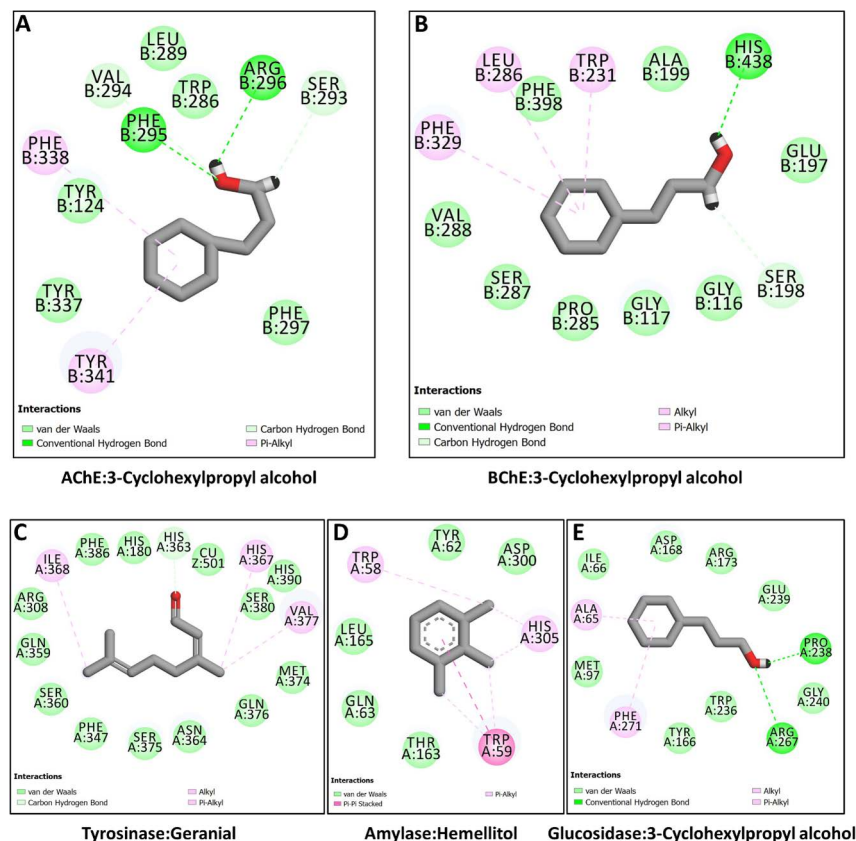 A
LEU
B:289
ARG
B:296
VAL
B:294
TRP
B:286
SER
B:293
PHE
B:295
PHE
B:338
TYR
B:124
TYR
B:337
PHE
B:297
TYR
B:341
Interactions
van der Waals
Conventional Hydrogen Bond
Carbon Hydrogen Bond
Pi-Alkyl
AChE:3-Cyclohexylpropyl alcohol
B
LEU
B:286
TRP
B:231
ALA
B:199
HIS
B:438
PHE
B:398
PHE
B:329
GLU
B:197
VAL
B:288
SER
B:287
PRO
B:285
GLY
B:117
GLY
B:116
SER
B:198
Interactions
van der Waals
Conventional Hydrogen Bond
Carbon Hydrogen Bond
Alkyl
Pi-Alkyl
BChE:3-Cyclohexylpropyl alcohol
C
PHE
A:386
HIS
A:180
HIS
A:363
CU
Z:501
HIS
A:367
ILE
A:368
HIS
A:390
ARG
A:308
SER
A:380
VAL
A:377
GLN
A:359
MET
A:374
SER
A:360
GLN
A:376
PHE
A:347
SER
A:375
ASN
A:364
Interactions
van der Waals
Carbon Hydrogen Bond
Alkyl
Pi-Alkyl
Tyrosinase:Geranial
D
TYR
A:62
TRP
A:58
ASP
A:300
LEU
A:165
HIS
A:305
GLN
A:63
THR
A:163
TRP
A:59
Interactions
van der Waals
Pi-Pi Stacked
Pi-Alkyl
Amylase:Hemellitol
E
ASP
A:168
ARG
A:173
ILE
A:66
GLU
A:239
ALA
A:65
PRO
A:238
MET
A:97
GLY
A:240
PHE
A:271
TRP
A:236
TYR
A:166
ARG
A:267
Interactions
van der Waals
Conventional Hydrogen Bond
Alkyl
Pi-Alkyl
Glucosidase:3-Cyclohexylpropyl alcohol